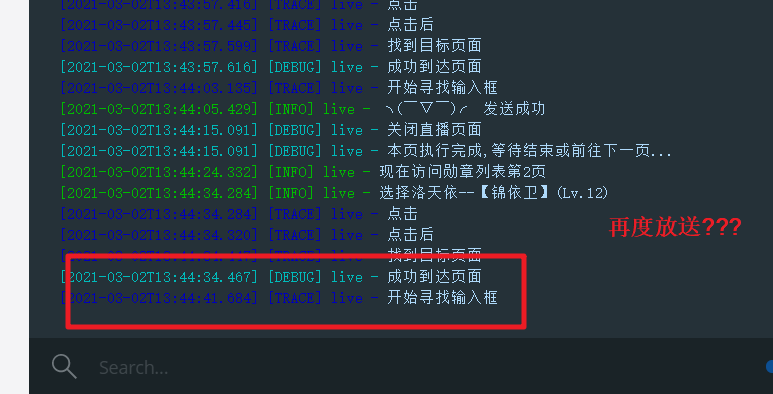 [2021-03-02T13:43:57.416] [TRACE] live - 点击
[2021-03-02T13:43:57.445] [TRACE] live - 点击后
[2021-03-02T13:43:57.599] [TRACE] live - 找到目标页面
[2021-03-02T13:43:57.616] [DEBUG] live - 成功到达页面
[2021-03-02T13:44:03.135] [TRACE] live - 开始寻找输入框
[2021-03-02T13:44:05.429] [INFO] live - ╮(￣▽￣)╭ 发送成功
[2021-03-02T13:44:15.091] [DEBUG] live - 关闭直播页面
[2021-03-02T13:44:15.091] [DEBUG] live - 本页执行完成,等待结束或前往下一页...
[2021-03-02T13:44:24.332] [INFO] live - 现在访问勋章列表第2页
[2021-03-02T13:44:34.284] [INFO] live - 选择洛天依--【锦依卫】(Lv.12)
[2021-03-02T13:44:34.284] [TRACE] live - 点击
[2021-03-02T13:44:34.320] [TRACE] live - 点击后
再度放送???
[2021-03-02T13:44:34.447] [TRACE] live - 找到目标页面
[2021-03-02T13:44:34.467] [DEBUG] live - 成功到达页面
[2021-03-02T13:44:41.684] [TRACE] live - 开始寻找输入框
Search...